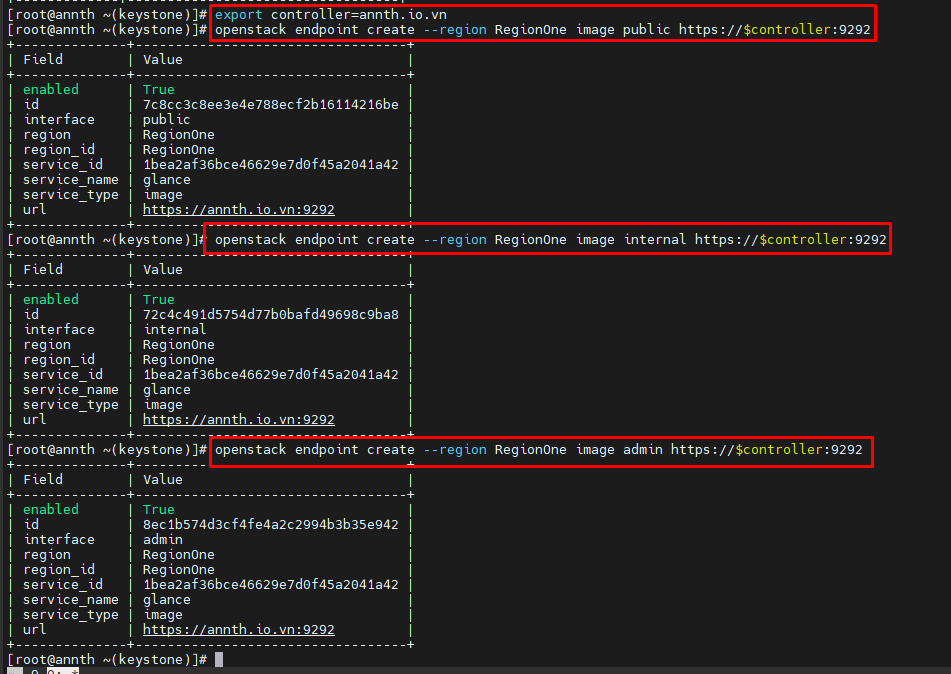 [root@annth ~(keystone)]# export controller=annth.io.vn
[root@annth ~(keystone)]# openstack endpoint create --region RegionOne image public https://$controller:9292
+--------------+----------------------------------+
| Field        | Value                            |
+--------------+----------------------------------+
| enabled      | True                             |
| id           | 7c8cc3c8ee3e4e788ecf2b16114216be |
| interface    | public                           |
| region       | RegionOne                        |
| region_id    | RegionOne                        |
| service_id   | 1bea2af36bce46629e7d0f45a2041a42 |
| service_name | glance                           |
| service_type | image                            |
| url          | https://annth.io.vn:9292         |
+--------------+----------------------------------+
[root@annth ~(keystone)]# openstack endpoint create --region RegionOne image internal https://$controller:9292
+--------------+----------------------------------+
| Field        | Value                            |
+--------------+----------------------------------+
| enabled      | True                             |
| id           | 72c4c491d5754d77b0bafd49698c9ba8 |
| interface    | internal                         |
| region       | RegionOne                        |
| region_id    | RegionOne                        |
| service_id   | 1bea2af36bce46629e7d0f45a2041a42 |
| service_name | glance                           |
| service_type | image                            |
| url          | https://annth.io.vn:9292         |
+--------------+----------------------------------+
[root@annth ~(keystone)]# openstack endpoint create --region RegionOne image admin https://$controller:9292
+--------------+----------------------------------+
| Field        | Value                            |
+--------------+----------------------------------+
| enabled      | True                             |
| id           | 8ec1b574d3cf4fe4a2c2994b3b35e942 |
| interface    | admin                            |
| region       | RegionOne                        |
| region_id    | RegionOne                        |
| service_id   | 1bea2af36bce46629e7d0f45a2041a42 |
| service_name | glance                           |
| service_type | image                            |
| url          | https://annth.io.vn:9292         |
+--------------+----------------------------------+
[root@annth ~(keystone)]#